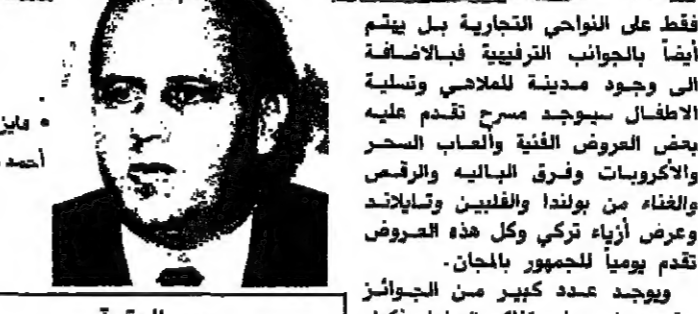 فقط على النواحي التجارية بل يهتم
أيضاً بالجوانب الترفيهية فبالاضافة
الى وجود مدينة للملاهي وتسلية
الاطفال سيوجد مسرح تقدم عليه
بعض العروض الفنية وألعاب السحر
والأكروبات وفرق الباليه والرقص
والغناء من بولندا والفلبين وتايلاند
وعرض أزياء تركي وكل هذه العروض
تقدم يومياً للجمهور بالمجان.
ويوجد عدد كبير من الجوائز
• فايز
أحمد